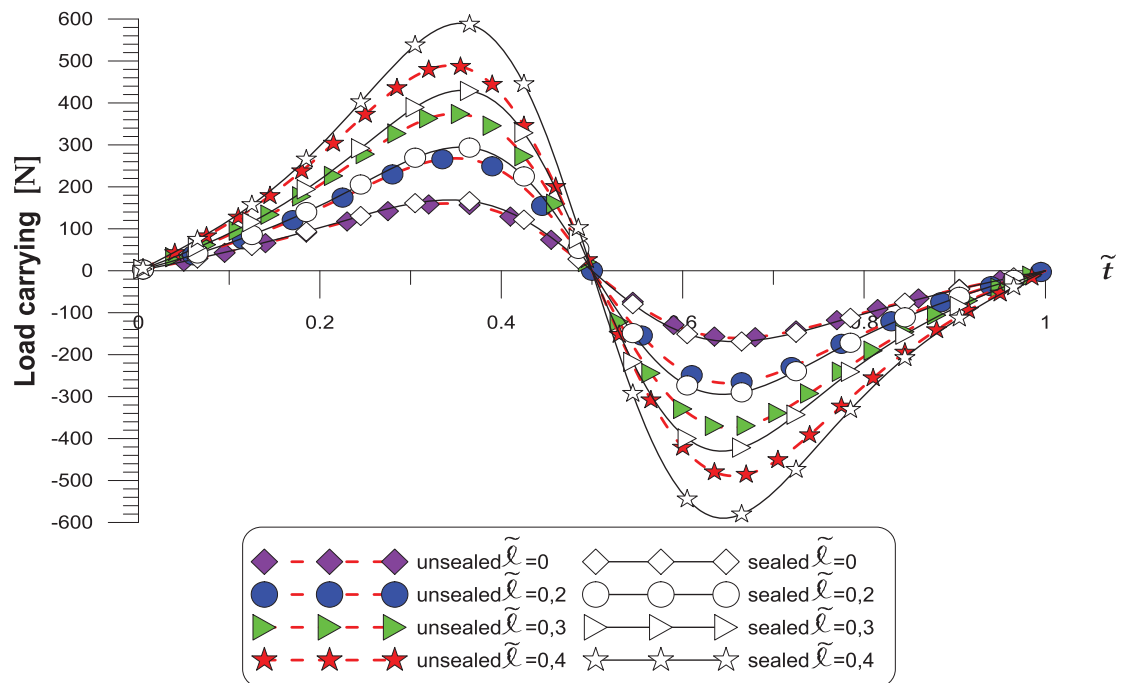 600
500
400
300
200
100
0
-100
-200
-300
-400
-500
-600
Load carrying [N]
0 0.2 0.4 0.6 0.8 1
t̃
unsealed ℓ̃=0 sealed ℓ̃=0
unsealed ℓ̃=0,2 sealed ℓ̃=0,2
unsealed ℓ̃=0,3 sealed ℓ̃=0,3
unsealed ℓ̃=0,4 sealed ℓ̃=0,4